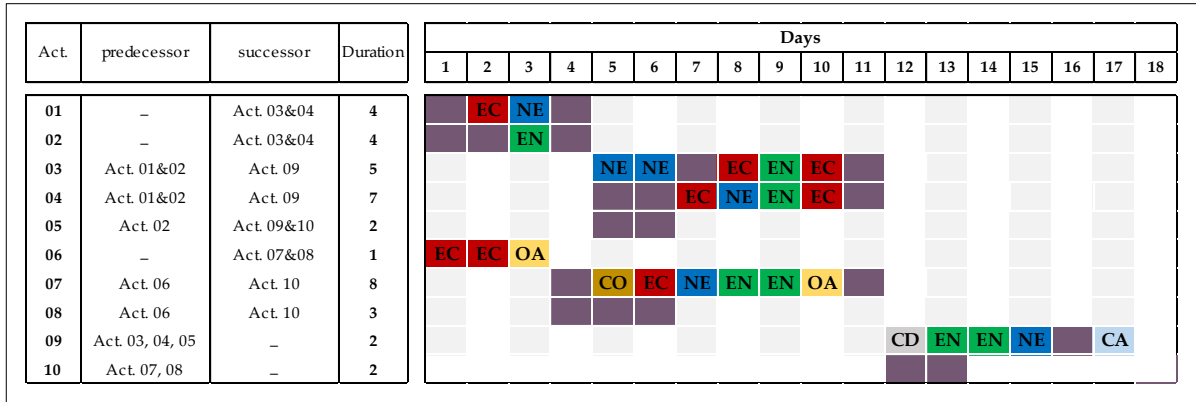 Act. predecessor successor Duration Days
1 2 3 4 5 6 7 8 9 10 11 12 13 14 15 16 17 18
01 – Act. 03&04 4 EC NE
02 – Act. 03&04 4 EN
03 Act. 01&02 Act. 09 5 NE NE EC EN EC
04 Act. 01&02 Act. 09 7 EC NE EN EC
05 Act. 02 Act. 09&10 2
06 – Act. 07&08 1 EC EC OA
07 Act. 06 Act. 10 8 CO EC NE EN EN OA
08 Act. 06 Act. 10 3
09 Act. 03, 04, 05 – 2 CD EN EN NE CA
10 Act. 07, 08 – 2